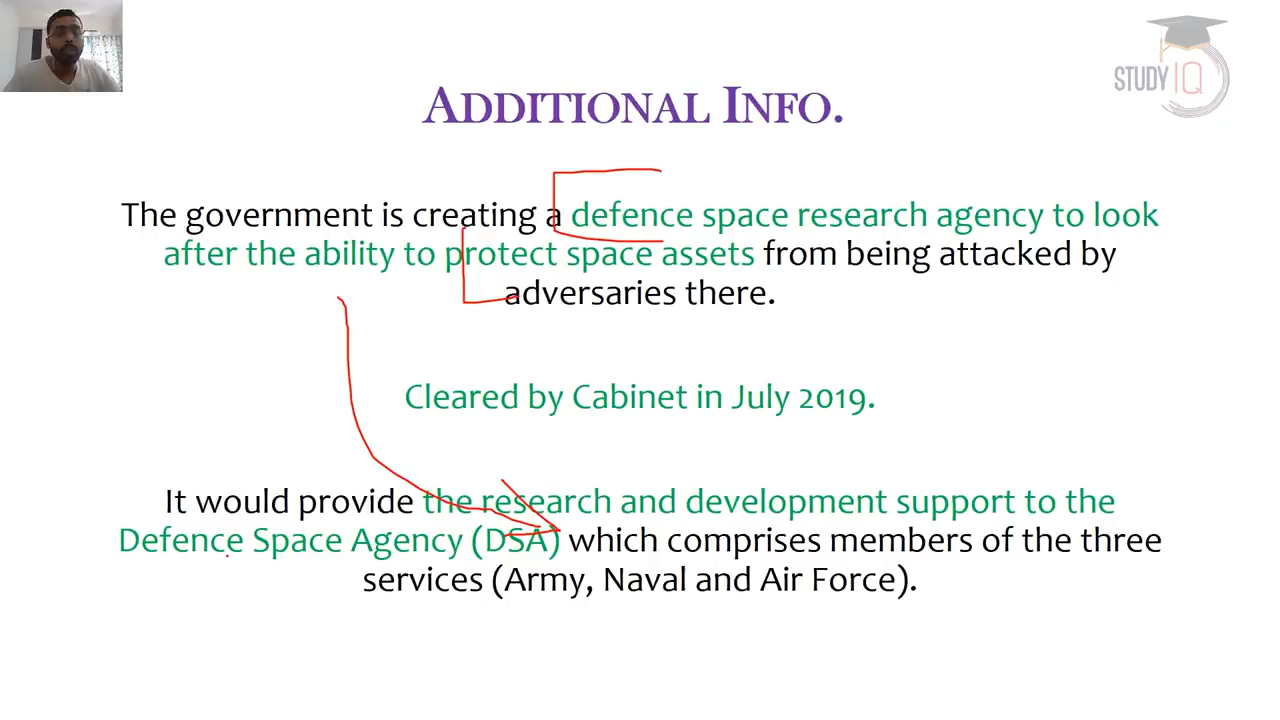 STUDY IQ
ADDITIONAL INFO.
The government is creating a defence space research agency to look
after the ability to protect space assets from being attacked by
adversaries there.
Cleared by Cabinet in July 2019.
It would provide the research and development support to the
Defence Space Agency (DSA) which comprises members of the three
services (Army, Naval and Air Force).